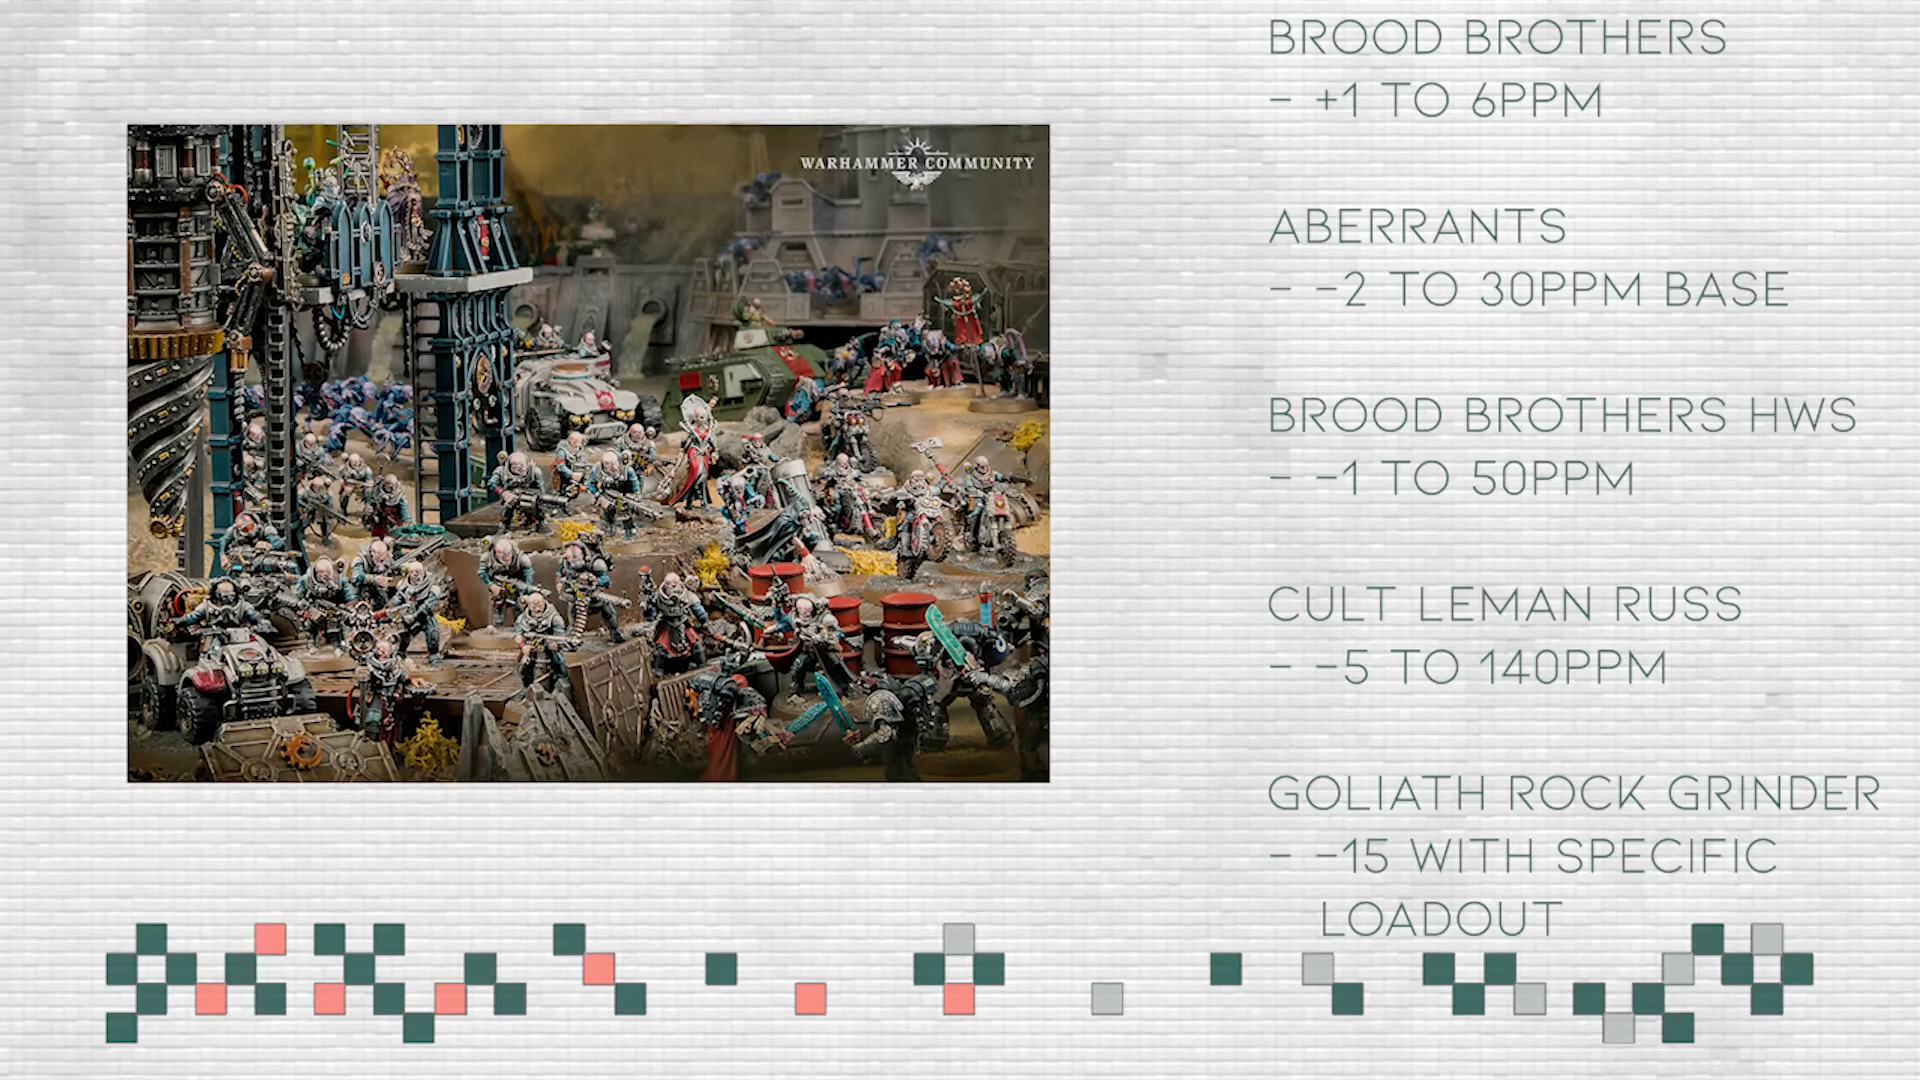 WARHAMMER COMMUNITY
BROOD BROTHERS
- +1 TO 6PPM
ABERRANTS
- -2 TO 30PPM BASE
BROOD BROTHERS HWS
- -1 TO 50PPM
CULT LEMAN RUSS
- -5 TO 140PPM
GOLIATH ROCK GRINDER
- -15 WITH SPECIFIC
LOADOUT